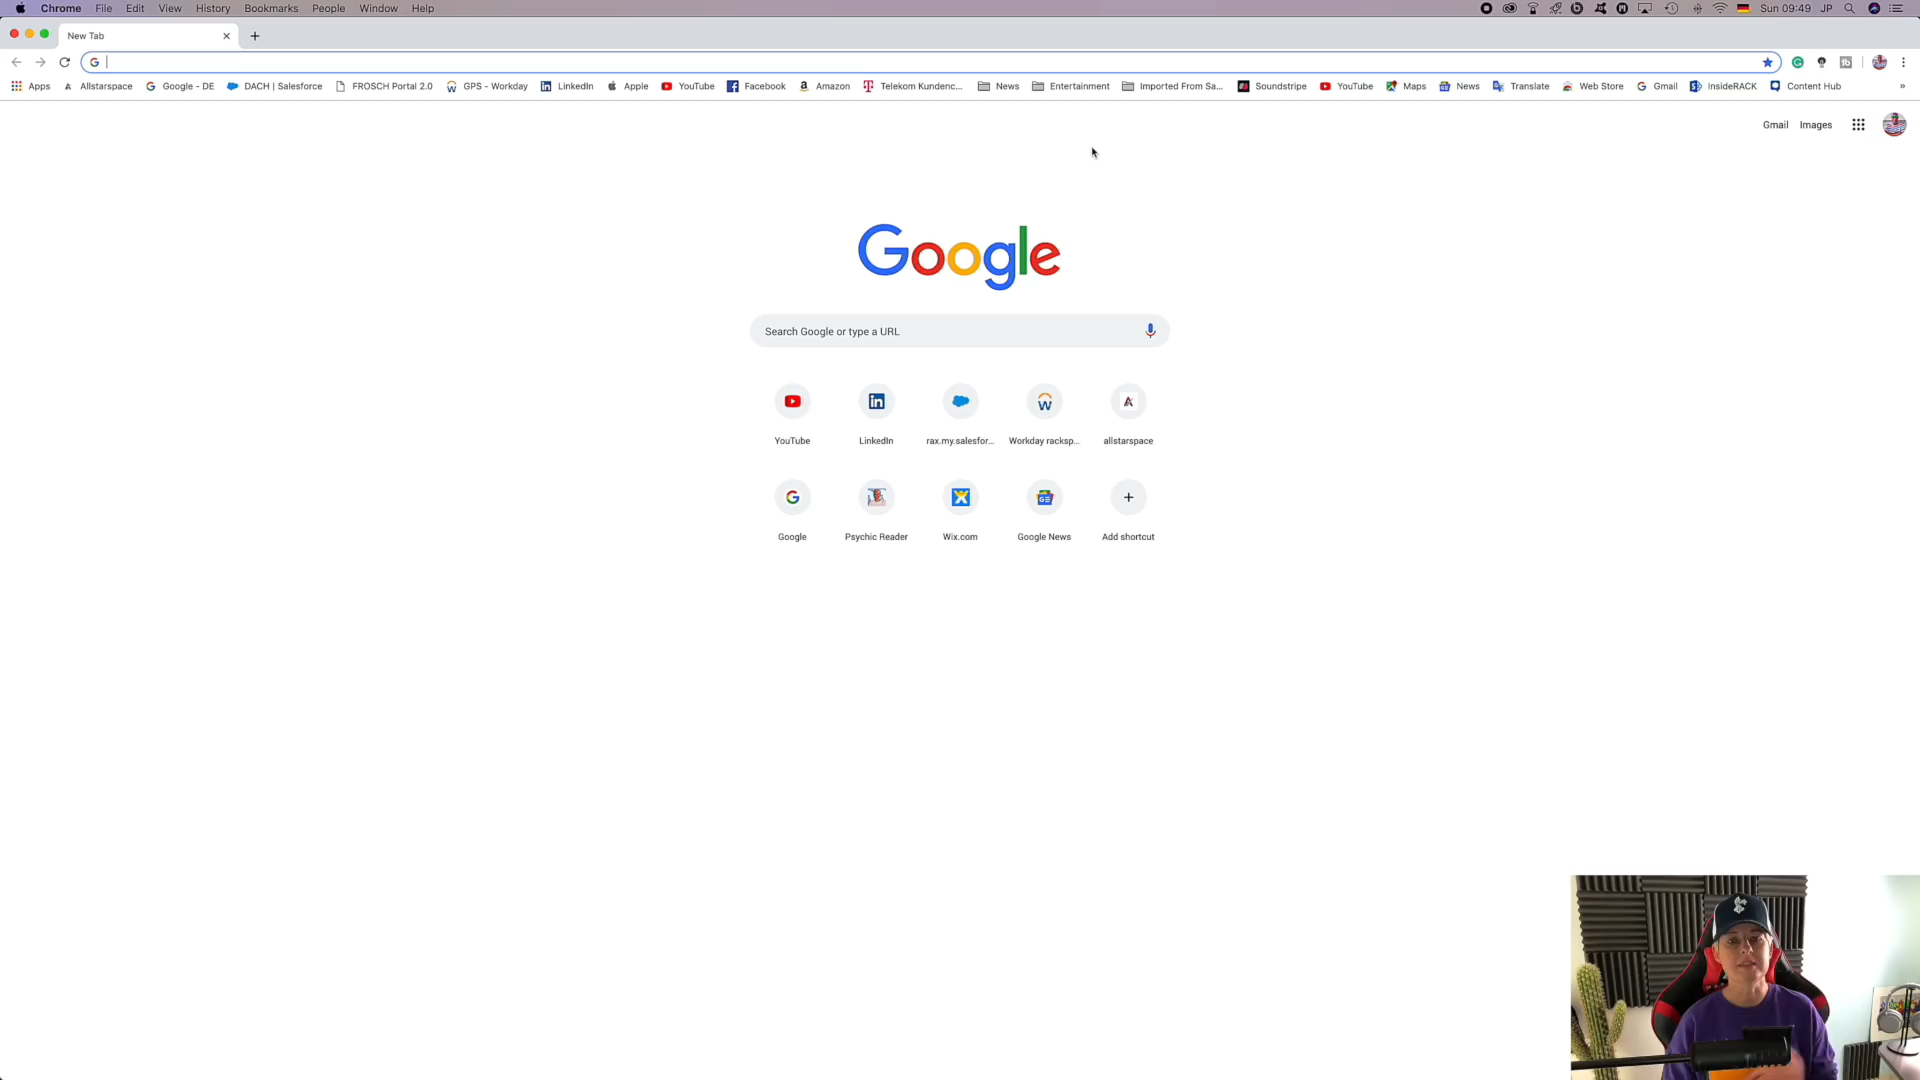 Chrome File Edit View History Bookmarks People Window Help Sun 09:49 JP
New Tab
Apps Allstarspace Google - DE DACH | Salesforce FROSCH Portal 2.0 GPS - Workday LinkedIn Apple YouTube Facebook Amazon Telekom Kundenc... News Entertainment Imported From Sa... Soundstripe YouTube Maps News Translate Web Store Gmail InsideRACK Content Hub »
Gmail Images
Google
Search Google or type a URL
YouTube LinkedIn rax.my.salesfor... Workday racksp... allstarspace
Google Psychic Reader Wix.com Google News Add shortcut